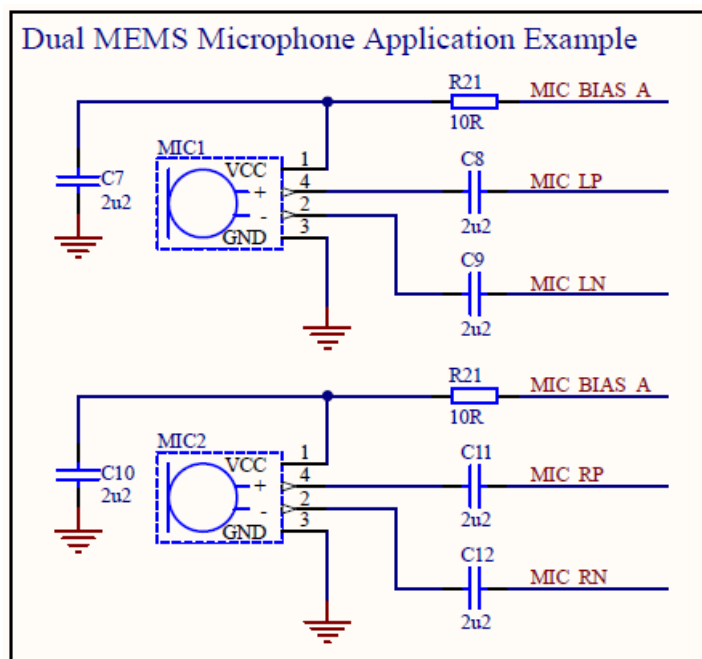 Dual MEMS Microphone Application Example
R21
MIC BIAS A
10R
MIC1
C7
2u2
VCC
1
+
4
-
2
GND
3
C8
MIC LP
2u2
C9
MIC LN
2u2
R21
MIC BIAS A
10R
MIC2
C10
2u2
VCC
1
+
4
-
2
GND
3
C11
MIC RP
2u2
C12
MIC RN
2u2